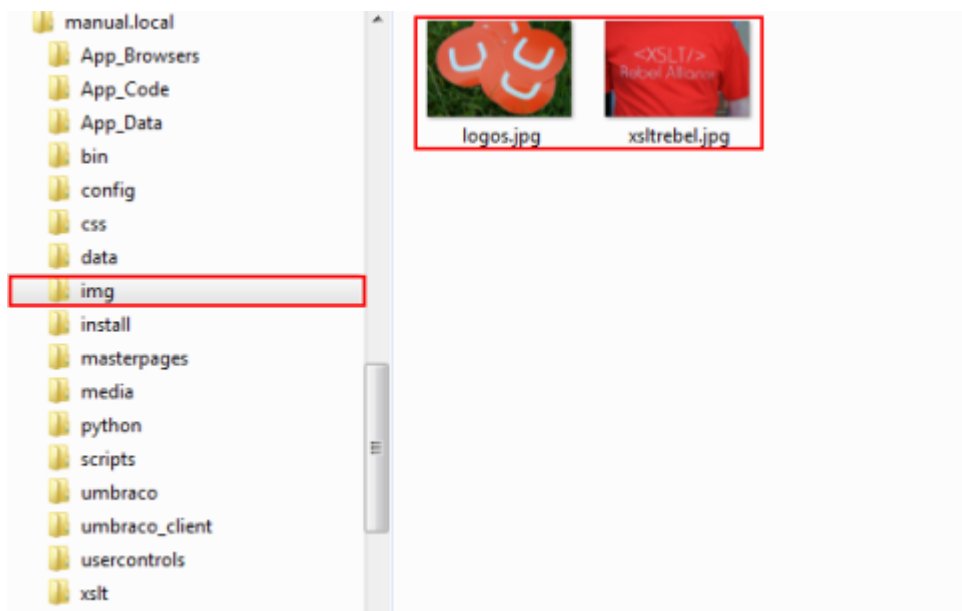 manual.local
App_Browsers
App_Code
App_Data
bin
config
css
data
img
install
masterpages
media
python
scripts
umbraco
umbraco_client
usercontrols
xslt
<XSLT/>
Rebel Alliance
logos.jpg
xsltrebel.jpg